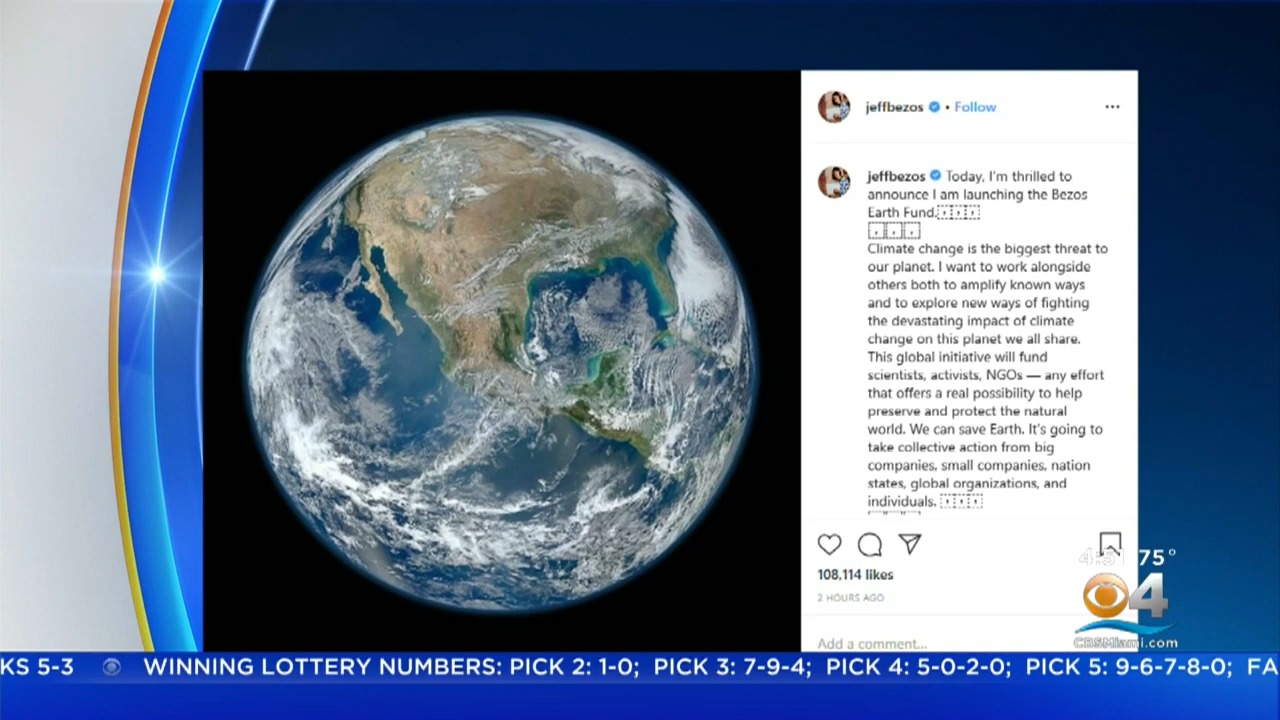 jeffbezos • Follow
jeffbezos Today, I'm thrilled to
announce I am launching the Bezos
Earth Fund.
Climate change is the biggest threat to
our planet. I want to work alongside
others both to amplify known ways
and to explore new ways of fighting
the devastating impact of climate
change on this planet we all share.
This global initiative will fund
scientists, activists, NGOs — any effort
that offers a real possibility to help
preserve and protect the natural
world. We can save Earth. It's going to
take collective action from big
companies, small companies, nation
states, global organizations, and
individuals.
108,114 likes
2 HOURS AGO
Add a comment...
4:51 75°
4
CBSMiami.com
KS 5-3 WINNING LOTTERY NUMBERS: PICK 2: 1-0; PICK 3: 7-9-4; PICK 4: 5-0-2-0; PICK 5: 9-6-7-8-0; FA